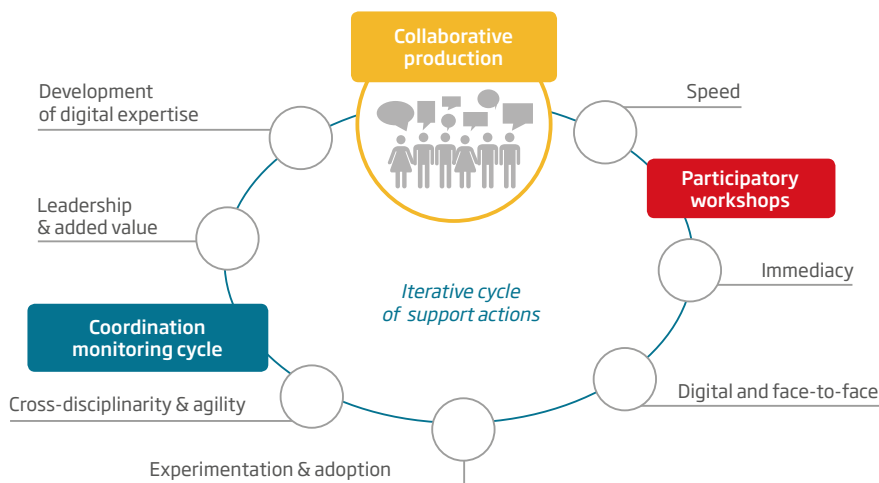 Collaborative
production
Development
of digital expertise
Speed
Participatory
workshops
Leadership
& added value
Immediacy
Iterative cycle
of support actions
Coordination
monitoring cycle
Digital and face-to-face
Cross-disciplinarity & agility
Experimentation & adoption